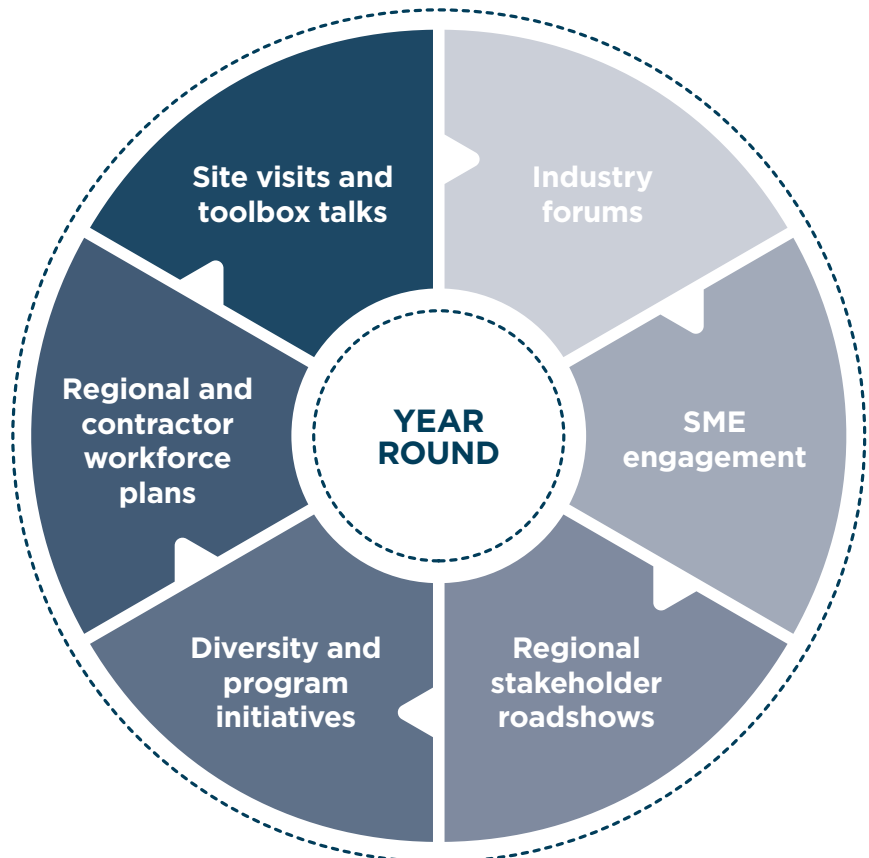 Site visits and
toolbox talks
Industry
forums
SME
engagement
Regional
stakeholder
roadshows
Diversity and
program
initiatives
Regional and
contractor
workforce
plans
YEAR
ROUND